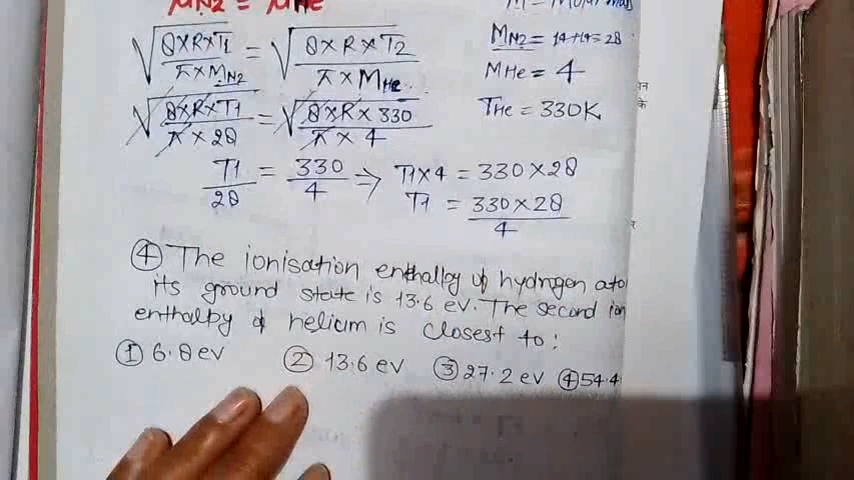 μN2 = μHe
√(8×R×T1 / π×MN2) = √(8×R×T2 / π×MHe)
√(8×R×T1 / π×28) = √(8×R×330 / π×4)
T1/28 = 330/4 ⇒ T1×4 = 330×28
T1 = 330×28/4
MN2 = 14+14=28
MHe = 4
THe = 330K
④ The ionisation enthalpy of hydrogen ato
its ground state is 13.6 ev. The second ion
enthalpy of helium is closest to:
① 6.8 ev ② 13.6 ev ③ 27.2 ev ④ 54.4